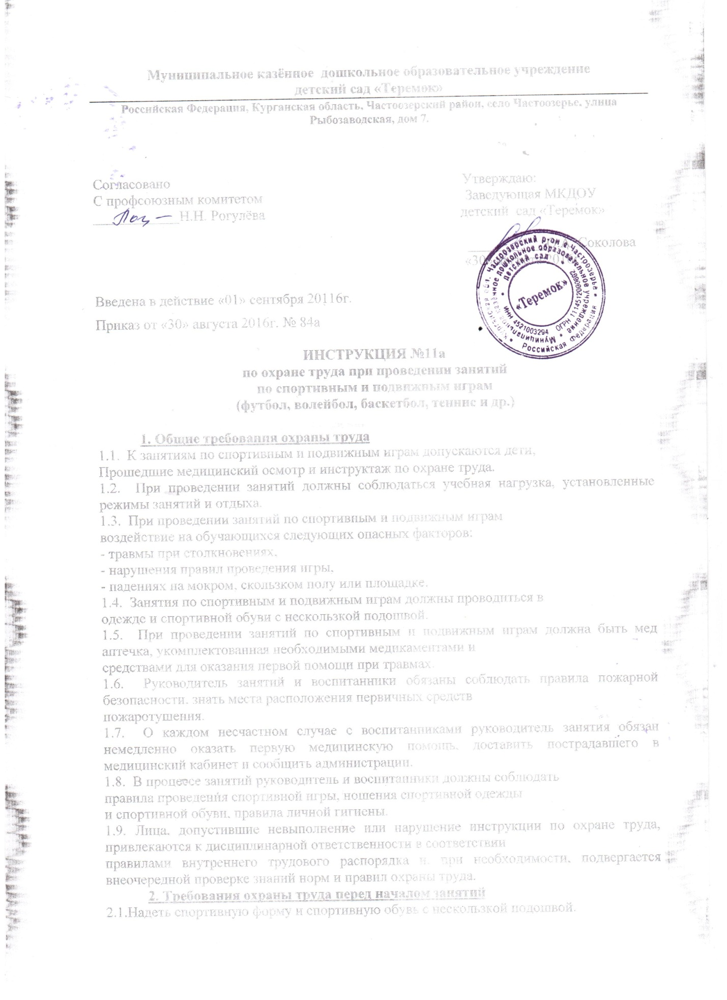 Муниципальное казённое дошкольное образовательное учреждение
детский сад «Теремок»
Российская Федерация, Курганская область, Частоозерский район, село Частоозерье, улица
Рыбозаводская, дом 7.
Согласовано
С профсоюзным комитетом
Н.Н. Рогулёва
Утверждаю:
Заведующая МКДОУ
детский сад «Теремок»
Соколова
«30
Российская Федерация * Курганская обл. Частоозерский р-он с Частоозерье *
* Муниципальное казённое дошкольное образовательное учреждение
* детский сад *
ИНН 4521003294 ОГРН 1114512000602
«Теремок»
Введена в действие «01» сентября 20116г.
Приказ от «30» августа 2016г. № 84а
ИНСТРУКЦИЯ №11а
по охране труда при проведении занятий
по спортивным и подвижным играм
(футбол, волейбол, баскетбол, теннис и др.)
1. Общие требования охраны труда
1.1. К занятиям по спортивным и подвижным играм допускаются дети,
Прошедшие медицинский осмотр и инструктаж по охране труда.
1.2. При проведении занятий должны соблюдаться учебная нагрузка, установленные
режимы занятий и отдыха.
1.3. При проведении занятий по спортивным и подвижным играм
воздействие на обучающихся следующих опасных факторов:
- травмы при столкновениях,
- нарушения правил проведения игры,
- падениях на мокром, скользком полу или площадке.
1.4. Занятия по спортивным и подвижным играм должны проводиться в
одежде и спортивной обуви с нескользкой подошвой.
1.5. При проведении занятий по спортивным и подвижным играм должна быть мед
аптечка, укомплектованная необходимыми медикаментами и
средствами для оказания первой помощи при травмах.
1.6. Руководитель занятий и воспитанники обязаны соблюдать правила пожарной
безопасности, знать места расположения первичных средств
пожаротушения.
1.7. О каждом несчастном случае с воспитанниками руководитель занятия обязан
немедленно оказать первую медицинскую помощь, доставить пострадавшего в
медицинский кабинет и сообщить администрации.
1.8. В процессе занятий руководитель и воспитанники должны соблюдать
правила проведения спортивной игры, ношения спортивной одежды
и спортивной обуви, правила личной гигиены.
1.9. Лица, допустившие невыполнение или нарушение инструкции по охране труда,
привлекаются к дисциплинарной ответственности в соответствии
правилами внутреннего трудового распорядка и, при необходимости, подвергается
внеочередной проверке знаний норм и правил охраны труда.
2. Требования охраны труда перед началом занятий
2.1.Надеть спортивную форму и спортивную обувь с нескользкой подошвой.